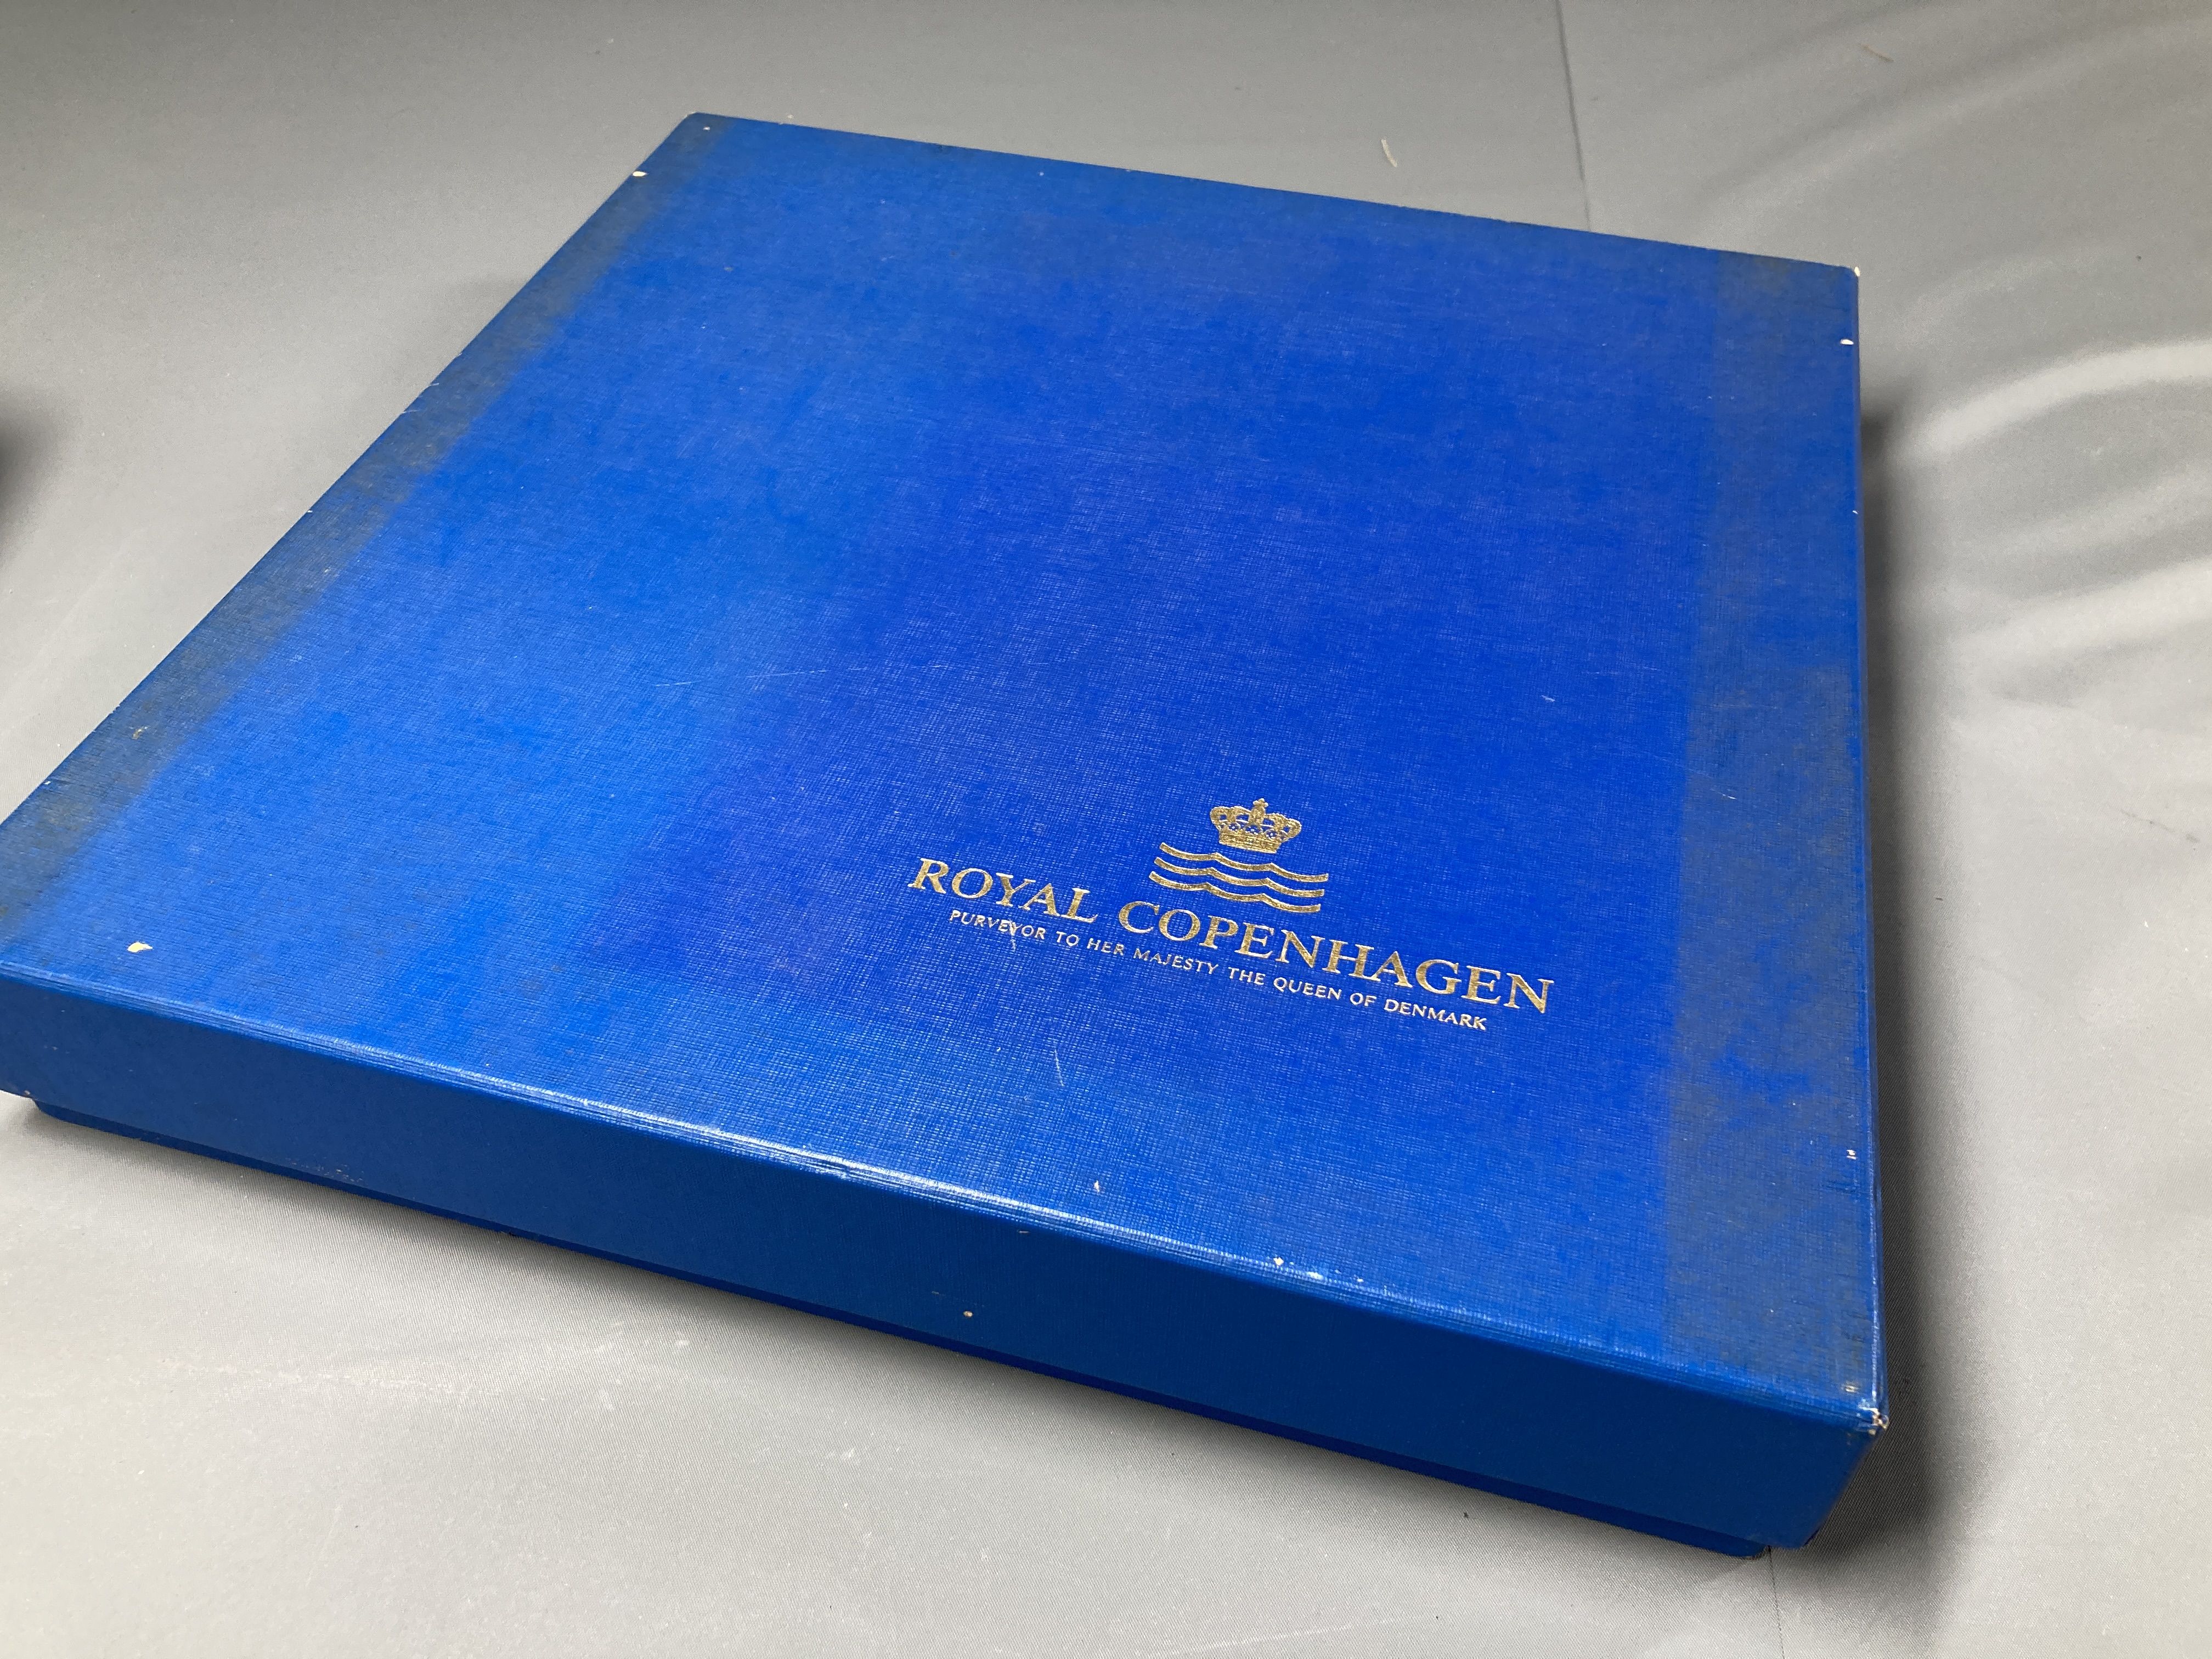 ROYAL COPENHAGEN
PURVEYOR TO HER MAJESTY THE QUEEN OF DENMARK